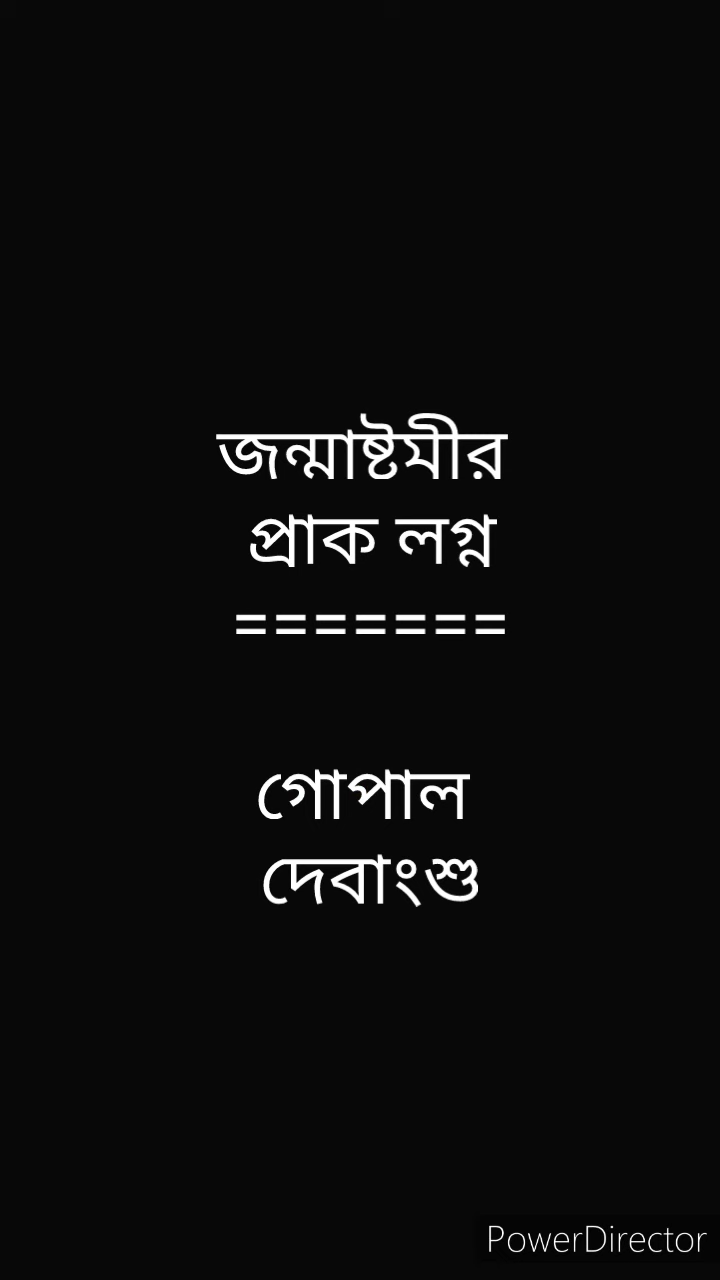 জন্মাষ্টমীর
প্রাক লগ্ন
=======
গোপাল
দেবাংশু
PowerDirector